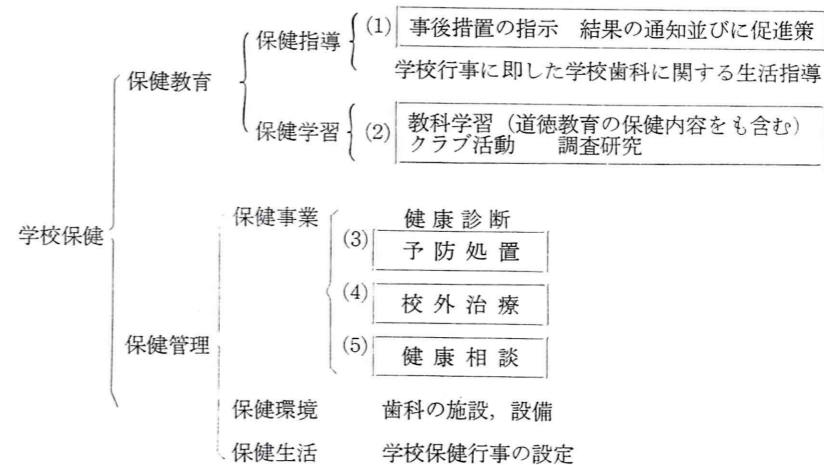 保健指導 (1) 事後措置の指示 結果の通知並びに促進策
保健教育 学校行事に即した学校歯科に関する生活指導
保健学習 (2) 教科学習（道徳教育の保健内容をも含む）
クラブ活動 調査研究
学校保健
保健事業 健康診断
(3) 予防処置
(4) 校外治療
保健管理 (5) 健康相談
保健環境 歯科の施設，設備
保健生活 学校保健行事の設定